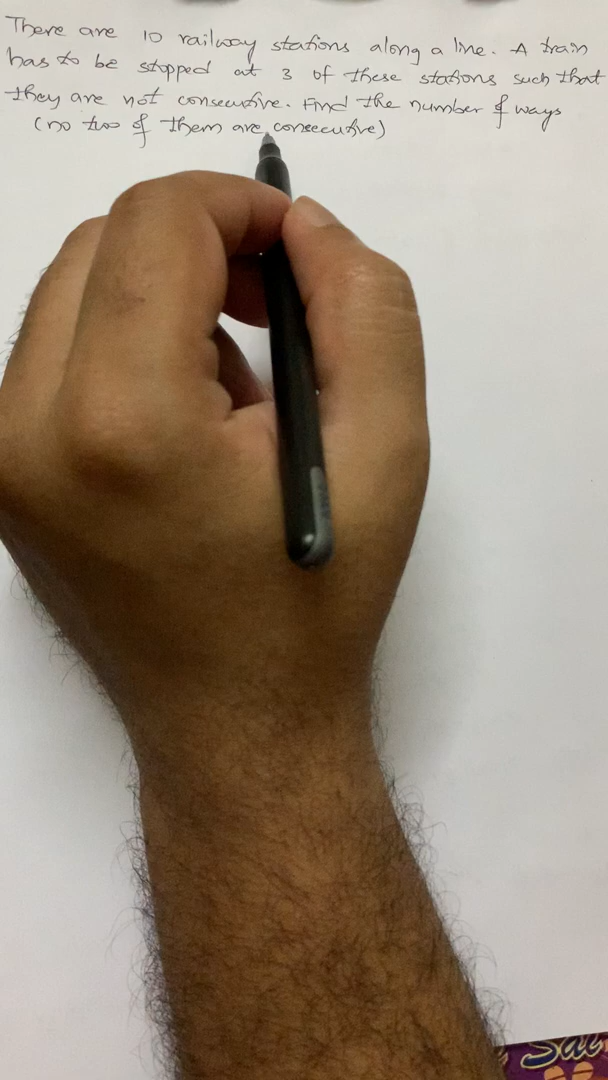 There are 10 railway stations along a line. A train
has to be stopped at 3 of these stations such that
they are not consecutive. Find the number of ways
(no two of them are consecutive)
Sal